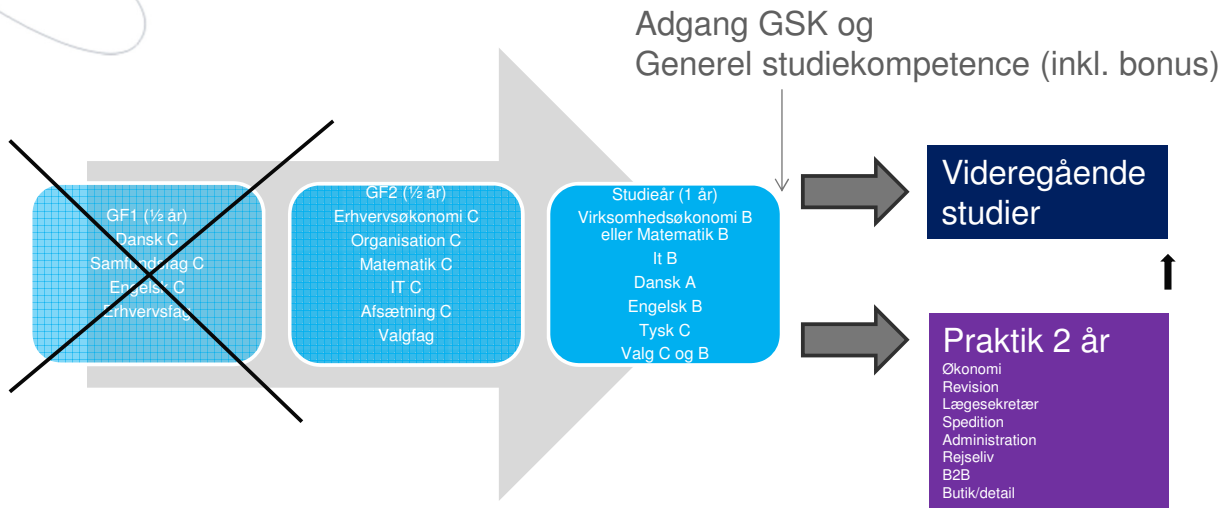 Adgang GSK og
Generel studiekompetence (inkl. bonus)
GF1 (½ år)
Dansk C
Samfundsfag C
Engelsk C
Erhvervsfag
GF2 (½ år)
Erhvervsøkonomi C
Organisation C
Matematik C
IT C
Afsætning C
Valgfag
Studieår (1 år)
Virksomhedsøkonomi B
eller Matematik B
It B
Dansk A
Engelsk B
Tysk C
Valg C og B
Videregående
studier
Praktik 2 år
Økonomi
Revision
Lægesekretær
Spedition
Administration
Rejseliv
B2B
Butik/detail